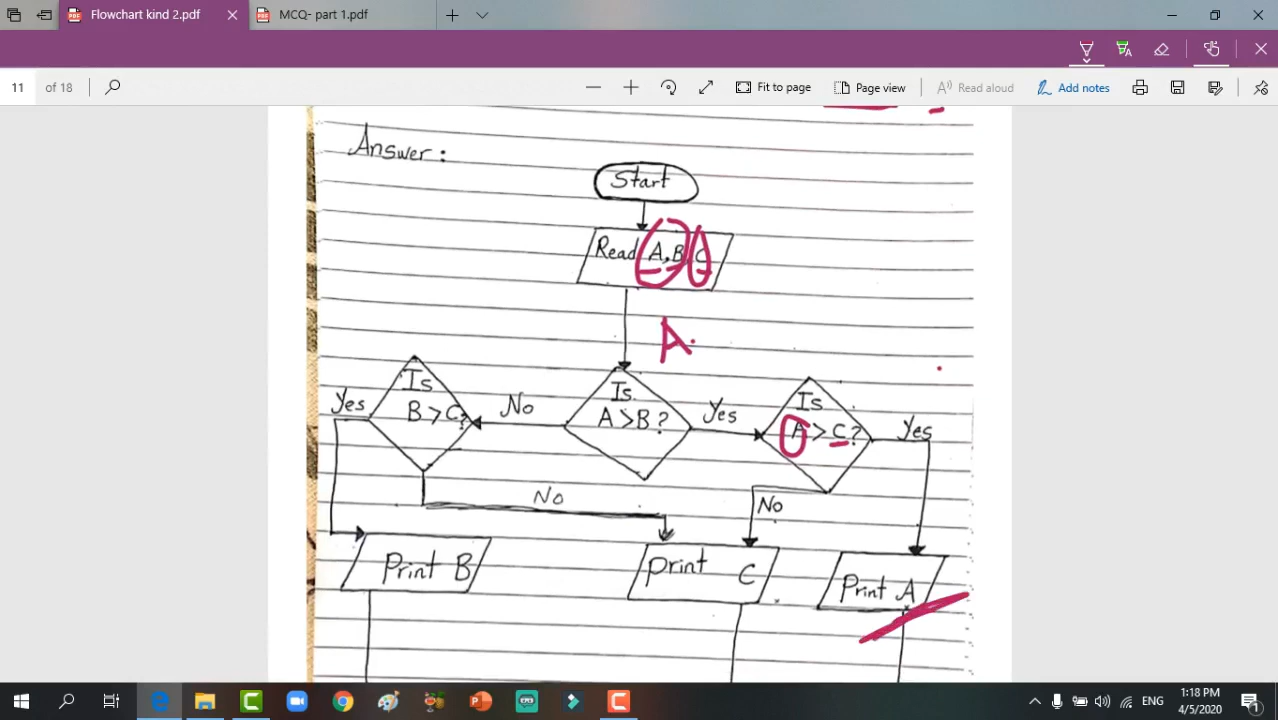 Flowchart kind 2.pdf
MCQ- part 1.pdf
11 of 18
Fit to page
Page view
Read aloud
Add notes
Answer:
Start
Read A,B,C
A.
Is A>B?
Yes
No
Is B>C?
Yes
No
Is A>C?
Yes
No
Print B
Print C
Print A
ENG
1:18 PM
4/5/2020